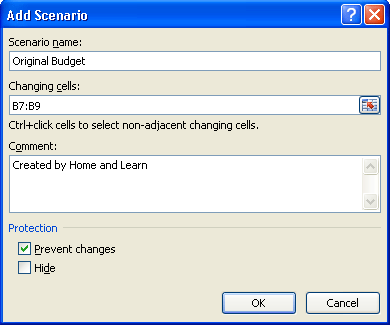 Add Scenario
Scenario name:
Original Budget
Changing cells:
B7:B9
Ctrl+click cells to select non-adjacent changing cells.
Comment:
Created by Home and Learn
Protection
Prevent changes
Hide
OK
Cancel